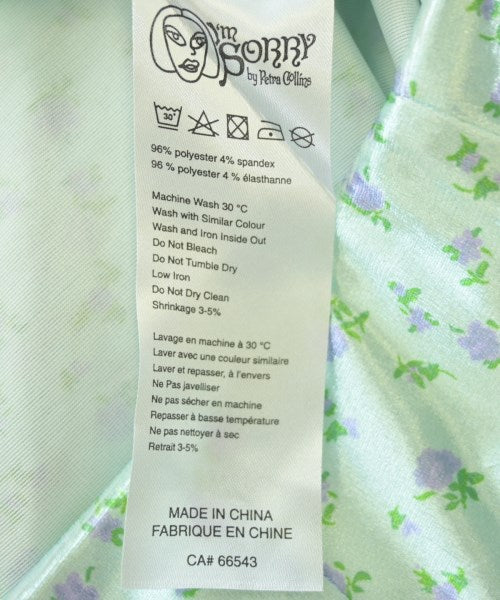 I'm
SORRY
by Petra Collins
30°
96% polyester 4% spandex
96 % polyester 4 % élasthanne
Machine Wash 30 °C
Wash with Similar Colour
Wash and Iron Inside Out
Do Not Bleach
Do Not Tumble Dry
Low Iron
Do Not Dry Clean
Shrinkage 3-5%
Lavage en machine à 30 °C
Laver avec une couleur similaire
Laver et repasser, à l'envers
Ne Pas javelliser
Ne pas sécher en machine
Repasser à basse température
Ne pas nettoyer à sec
Retrait 3-5%
MADE IN CHINA
FABRIQUE EN CHINE
CA# 66543